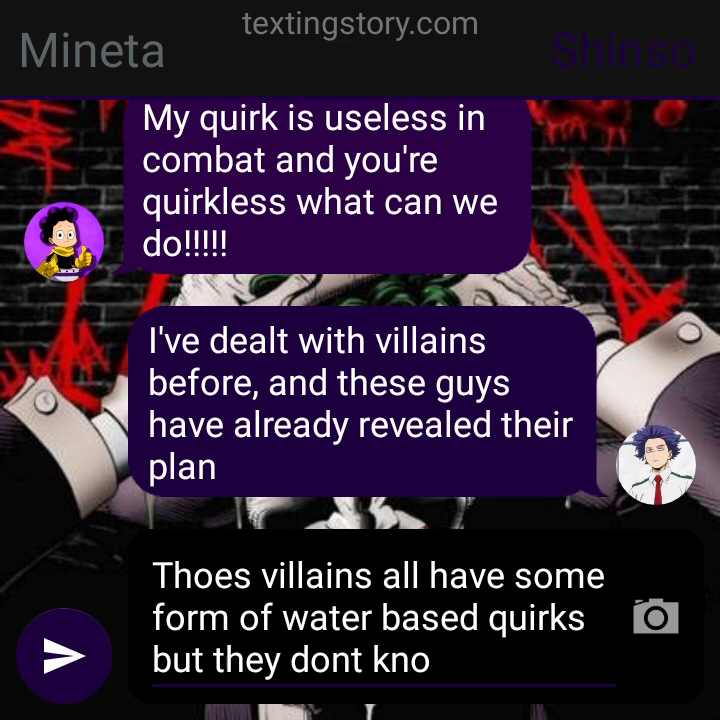 textingstory.com
Mineta
Shinso
My quirk is useless in
combat and you're
quirkless what can we
do!!!!!
I've dealt with villains
before, and these guys
have already revealed their
plan
Thoes villains all have some
form of water based quirks
but they dont kno